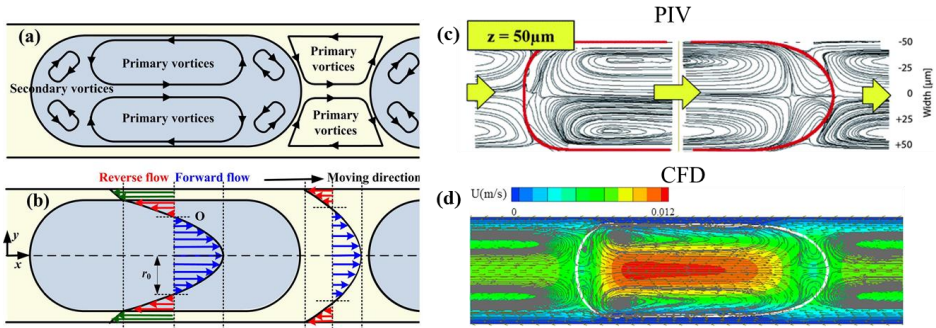 (a)
Primary vortices
Primary
vortices
Secondary vortices
Primary vortices
Primary
vortices
Reverse flow Forward flow Moving direction
(b)
O
y
x
r₀
PIV
(c)
z = 50μm
-50
-25
0
+25
+50
Width [μm]
CFD
(d)
U(m/s)
0
0.012